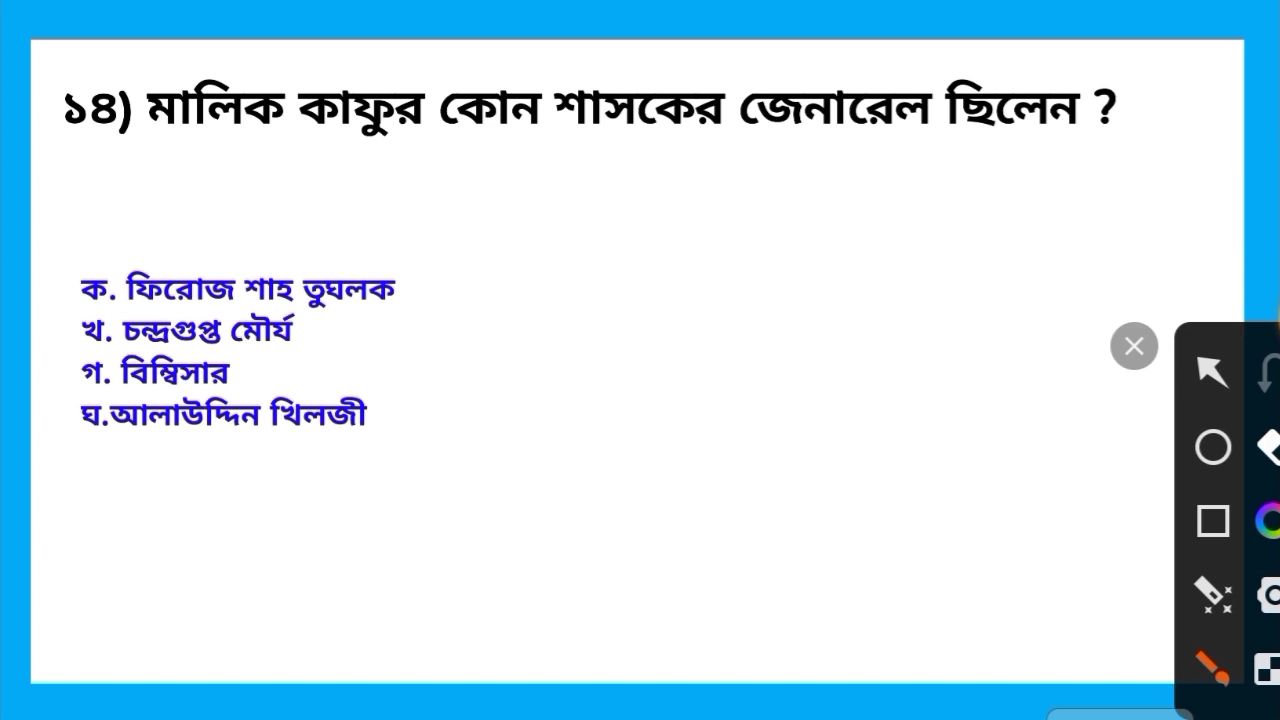 ১৪) মালিক কাফুর কোন শাসকের জেনারেল ছিলেন ?
ক. ফিরোজ শাহ তুঘলক
খ. চন্দ্রগুপ্ত মৌর্য
গ. বিম্বিসার
ঘ.আলাউদ্দিন খিলজী